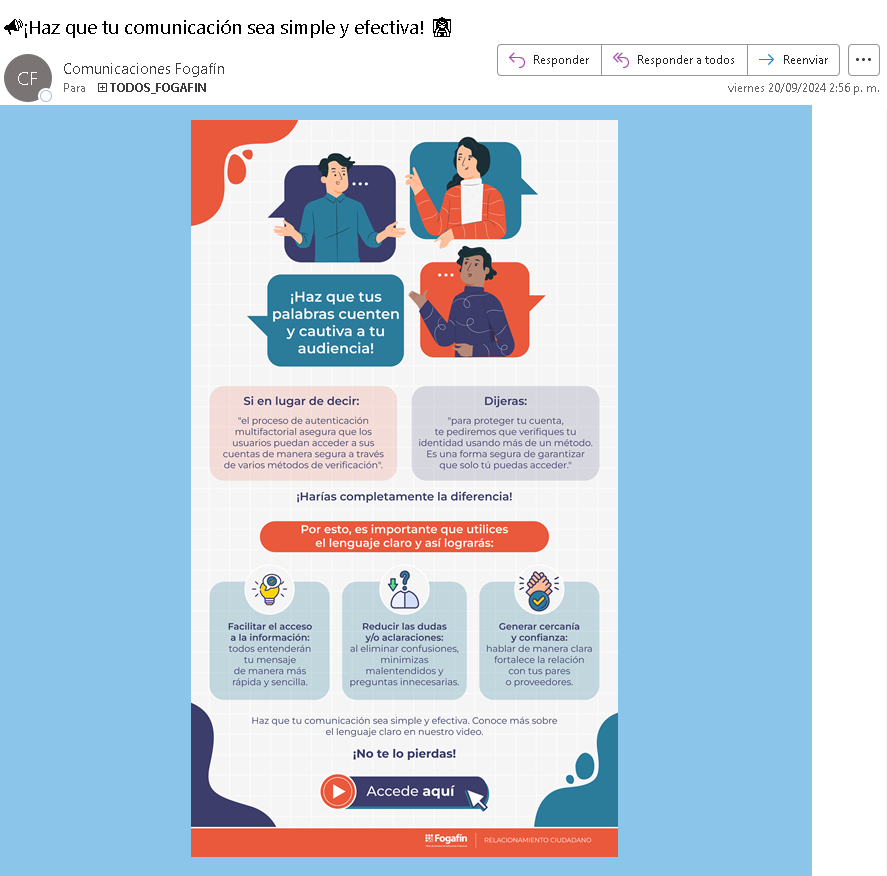 ¡Haz que tu comunicación sea simple y efectiva!
Responder
Responder a todos
Reenviar
CF
Comunicaciones Fogafín
Para TODOS_FOGAFIN
viernes 20/09/2024 2:56 p. m.
¡Haz que tus
palabras cuenten
y cautiva a tu
audiencia!
Si en lugar de decir:
"el proceso de autenticación
multifactorial asegura que los
usuarios puedan acceder a sus
cuentas de manera segura a través
de varios métodos de verificación".
Dijeras:
"para proteger tu cuenta,
te pediremos que verifiques tu
identidad usando más de un método.
Es una forma segura de garantizar
que solo tú puedas acceder."
¡Harías completamente la diferencia!
Por esto, es importante que utilices
el lenguaje claro y así lograrás:
Facilitar el acceso
a la información:
todos entenderán
tu mensaje
de manera más
rápida y sencilla.
Reducir las dudas
y/o aclaraciones:
al eliminar confusiones,
minimizas
malentendidos y
preguntas innecesarias.
Generar cercanía
y confianza:
hablar de manera clara
fortalece la relación
con tus pares
o proveedores.
Haz que tu comunicación sea simple y efectiva. Conoce más sobre
el lenguaje claro en nuestro video.
¡No te lo pierdas!
Accede aquí
Fogafín
RELACIONAMIENTO CIUDADANO